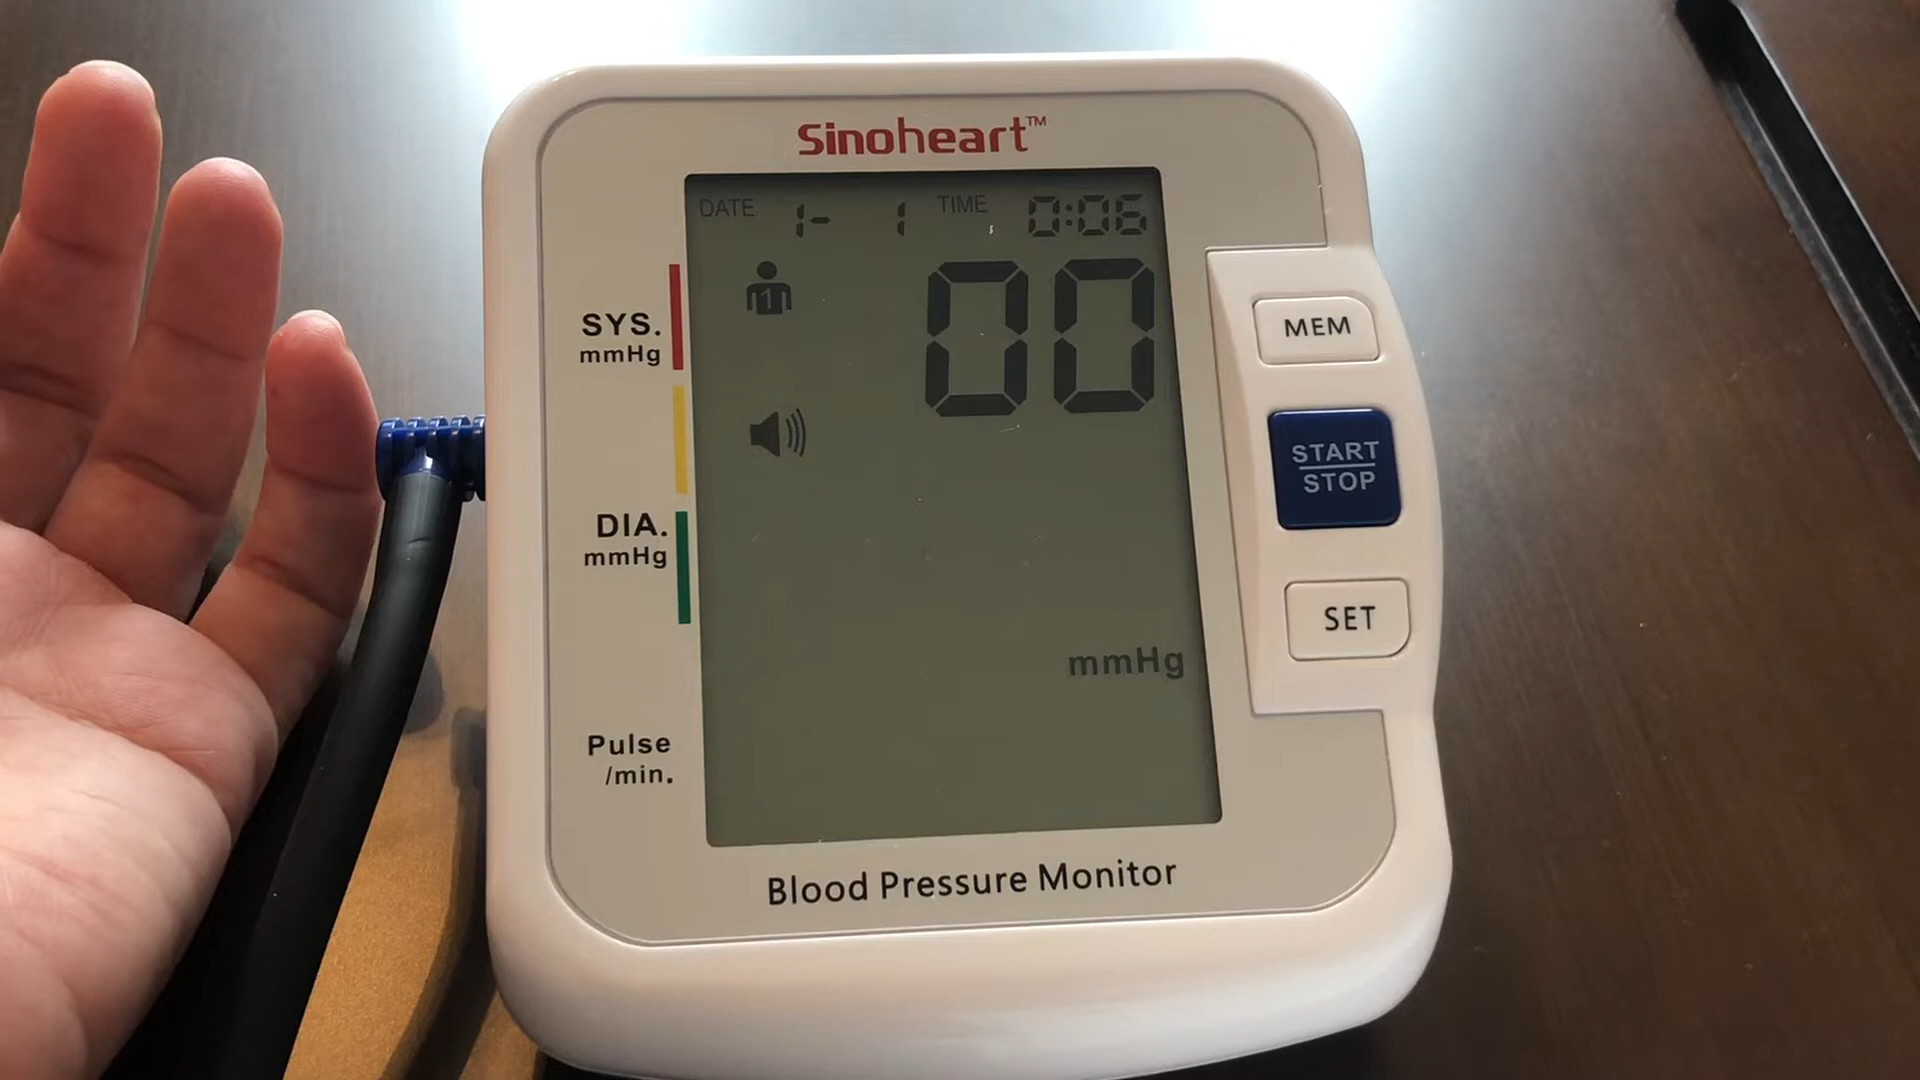 Sinoheart™
DATE 1- 1 TIME 0:06
1
00
SYS.
mmHg
MEM
START
STOP
DIA.
mmHg
SET
mmHg
Pulse
/min.
Blood Pressure Monitor